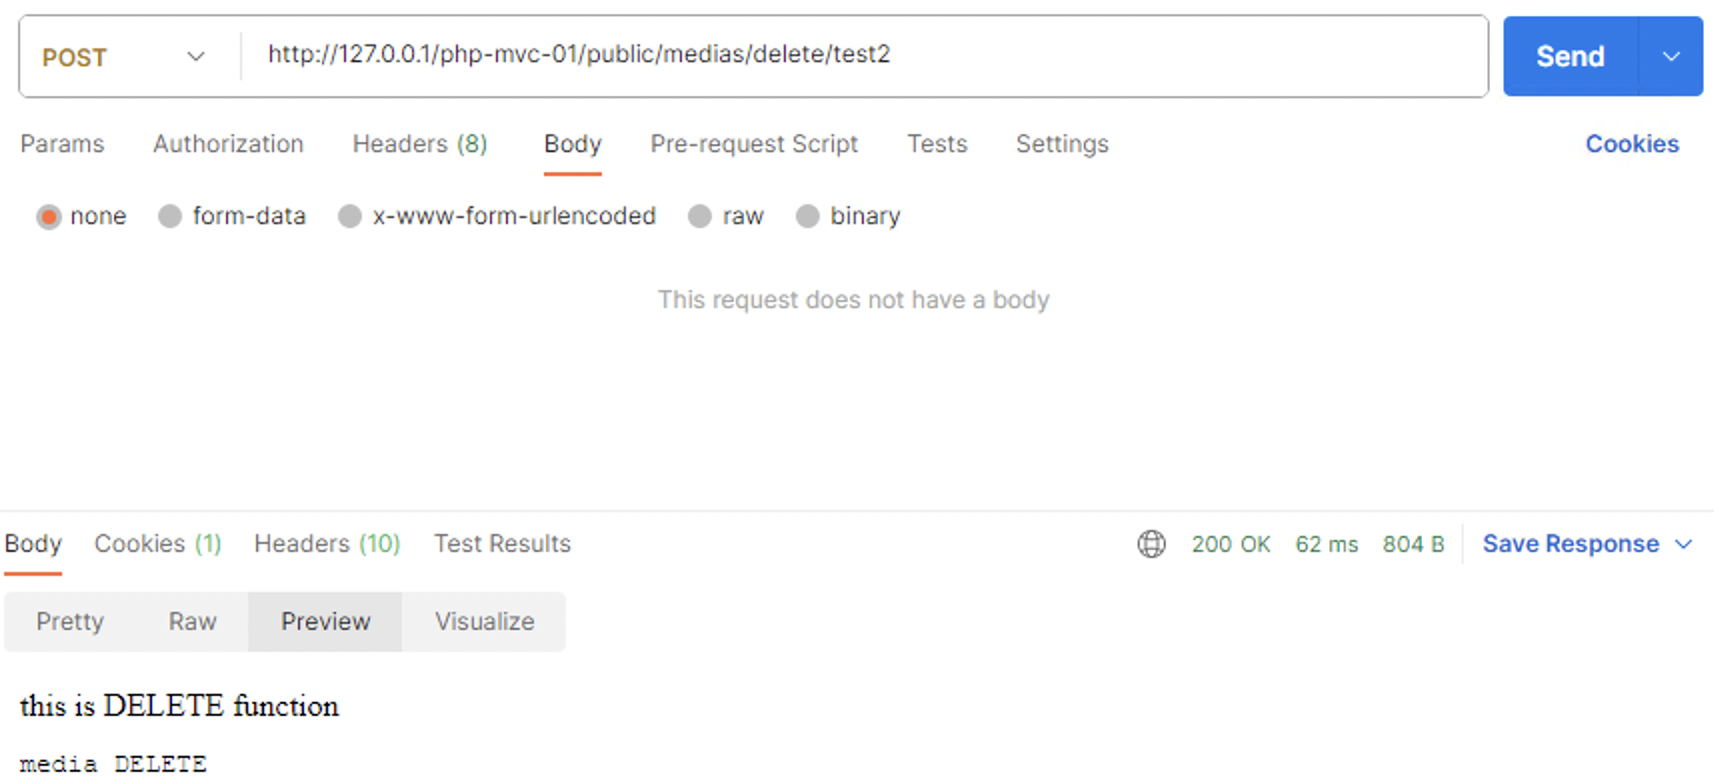 POST http://127.0.0.1/php-mvc-01/public/medias/delete/test2 Send
Params Authorization Headers (8) Body Pre-request Script Tests Settings Cookies
none form-data x-www-form-urlencoded raw binary
This request does not have a body
Body Cookies (1) Headers (10) Test Results 200 OK 62 ms 804 B Save Response
Pretty Raw Preview Visualize
this is DELETE function
media DELETE